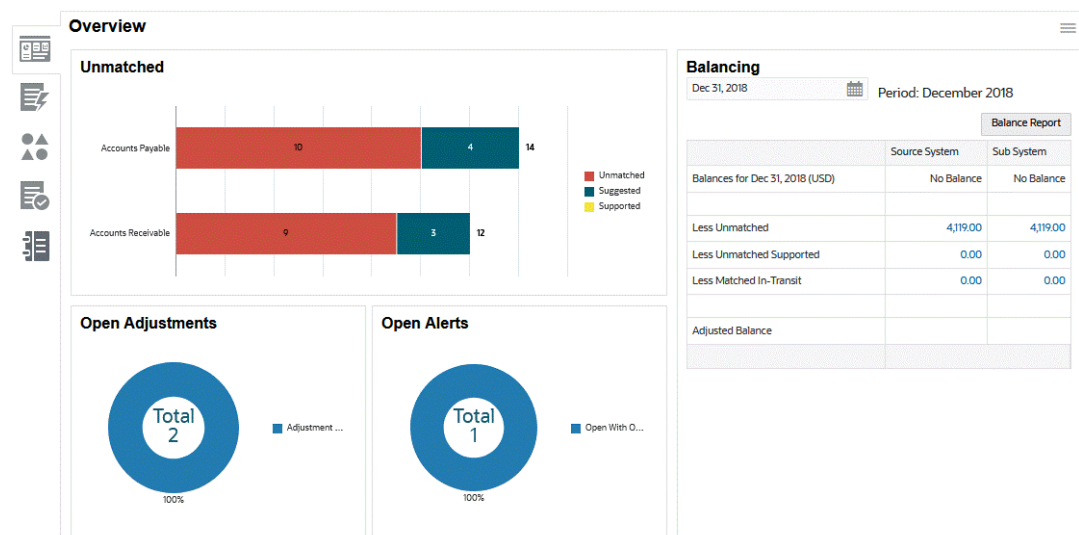 Overview
Unmatched
Accounts Payable
10
4
14
Unmatched
Suggested
Supported
Accounts Receivable
9
3
12
Open Adjustments
Total
2
Adjustment ...
100%
Open Alerts
Total
1
Open With O...
100%
Balancing
Dec 31, 2018
Period: December 2018
Balance Report
Source System Sub System
Balances for Dec 31, 2018 (USD) No Balance No Balance
Less Unmatched 4,119.00 4,119.00
Less Unmatched Supported 0.00 0.00
Less Matched In-Transit 0.00 0.00
Adjusted Balance